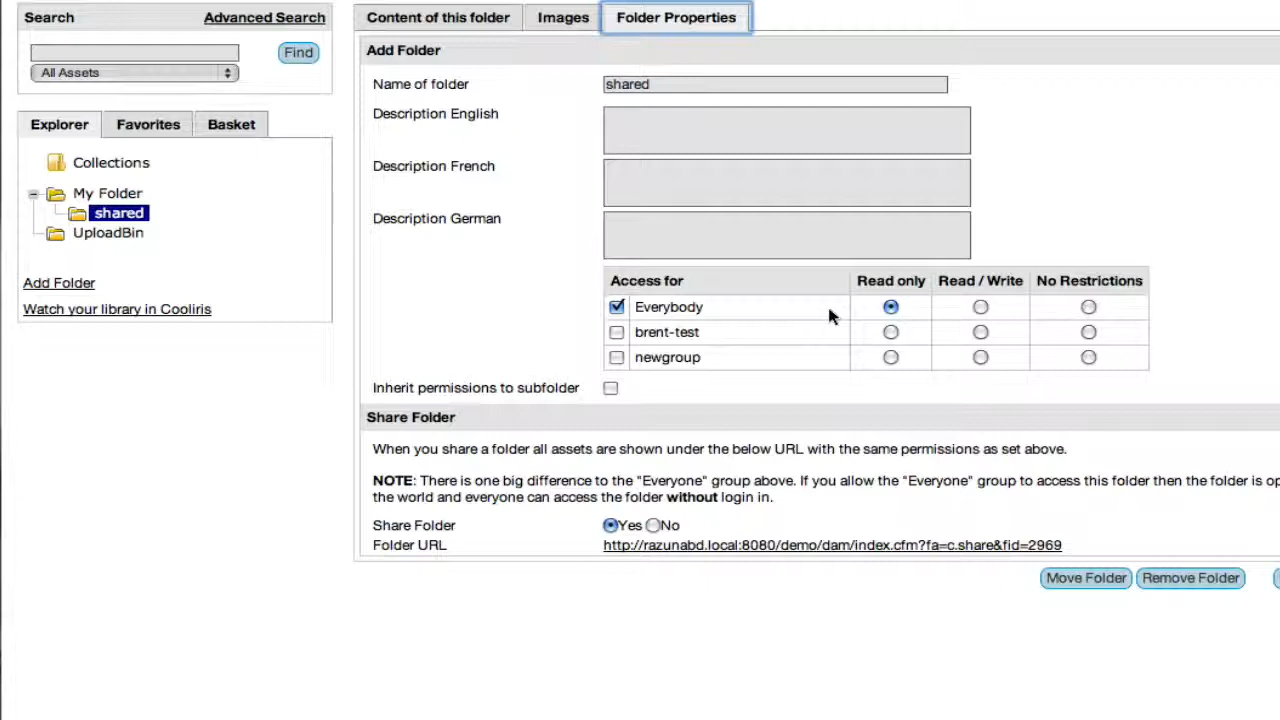 Search
Advanced Search
Find
All Assets
Explorer
Favorites
Basket
Collections
My Folder
shared
UploadBin
Add Folder
Watch your library in Cooliris
Content of this folder
Images
Folder Properties
Add Folder
Name of folder
shared
Description English
Description French
Description German
Access for
Read only
Read / Write
No Restrictions
Everybody
brent-test
newgroup
Inherit permissions to subfolder
Share Folder
When you share a folder all assets are shown under the below URL with the same permissions as set above.
NOTE: There is one big difference to the "Everyone" group above. If you allow the "Everyone" group to access this folder then the folder is
the world and everyone can access the folder without login in.
Share Folder
Yes No
Folder URL
http://razunabd.local:8080/demo/dam/index.cfm?fa=c.share&fid=2969
Move Folder
Remove Folder